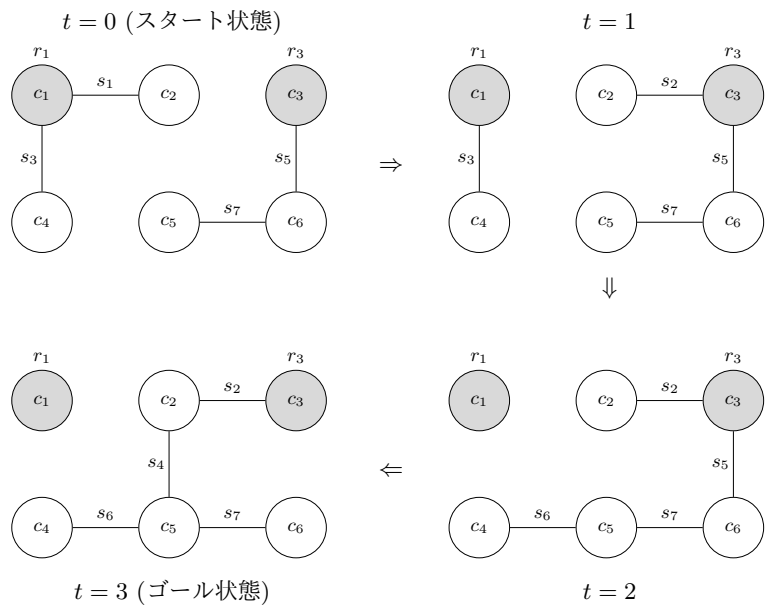 t = 0 (スタート状態)
r₁ r₃
c₁ s₁ c₂ c₃
s₃ s₅
c₄ c₅ s₇ c₆
⇒
t = 1
r₁ r₃
c₁ c₂ s₂ c₃
s₃ s₅
c₄ c₅ s₇ c₆
⇓
r₁ r₃
c₁ c₂ s₂ c₃
s₅
c₄ s₆ c₅ s₇ c₆
t = 2
⇐
r₁ r₃
c₁ c₂ s₂ c₃
s₄
c₄ s₆ c₅ s₇ c₆
t = 3 (ゴール状態)